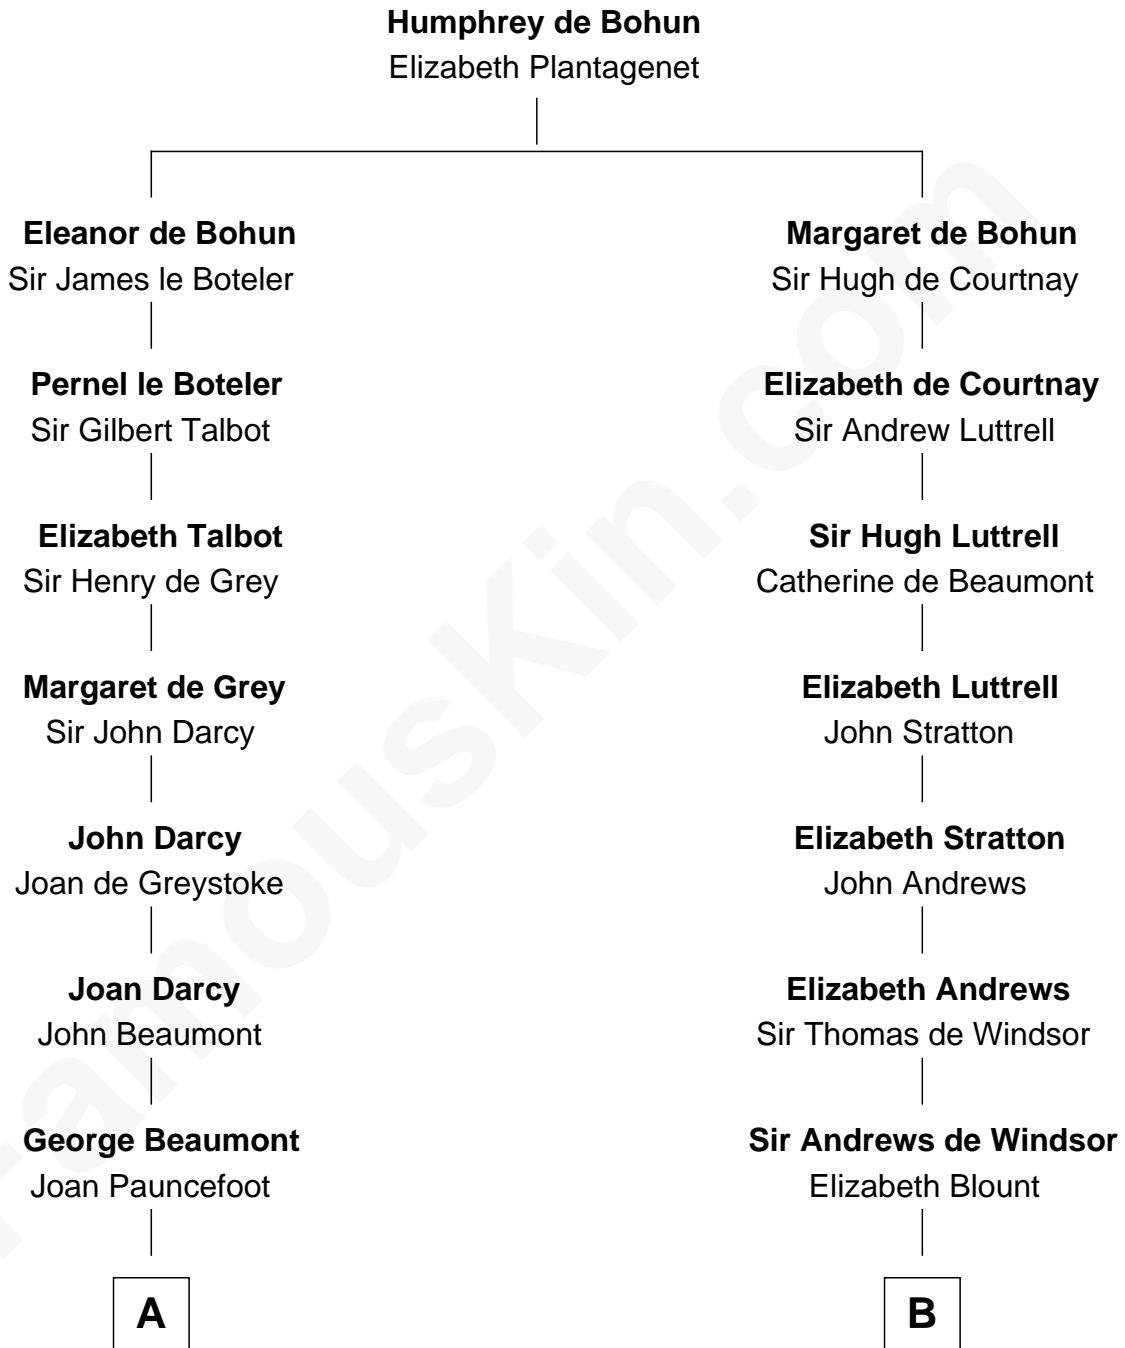 Humphrey de Bohun
Elizabeth Plantagenet
Eleanor de Bohun
Sir James le Boteler
Margaret de Bohun
Sir Hugh de Courtnay
Pernel le Boteler
Sir Gilbert Talbot
Elizabeth de Courtnay
Sir Andrew Luttrell
Elizabeth Talbot
Sir Henry de Grey
Sir Hugh Luttrell
Catherine de Beaumont
Margaret de Grey
Sir John Darcy
Elizabeth Luttrell
John Stratton
John Darcy
Joan de Greystoke
Elizabeth Stratton
John Andrews
Joan Darcy
John Beaumont
Elizabeth Andrews
Sir Thomas de Windsor
George Beaumont
Joan Pauncefoot
Sir Andrews de Windsor
Elizabeth Blount
A
B
FamousKin.com